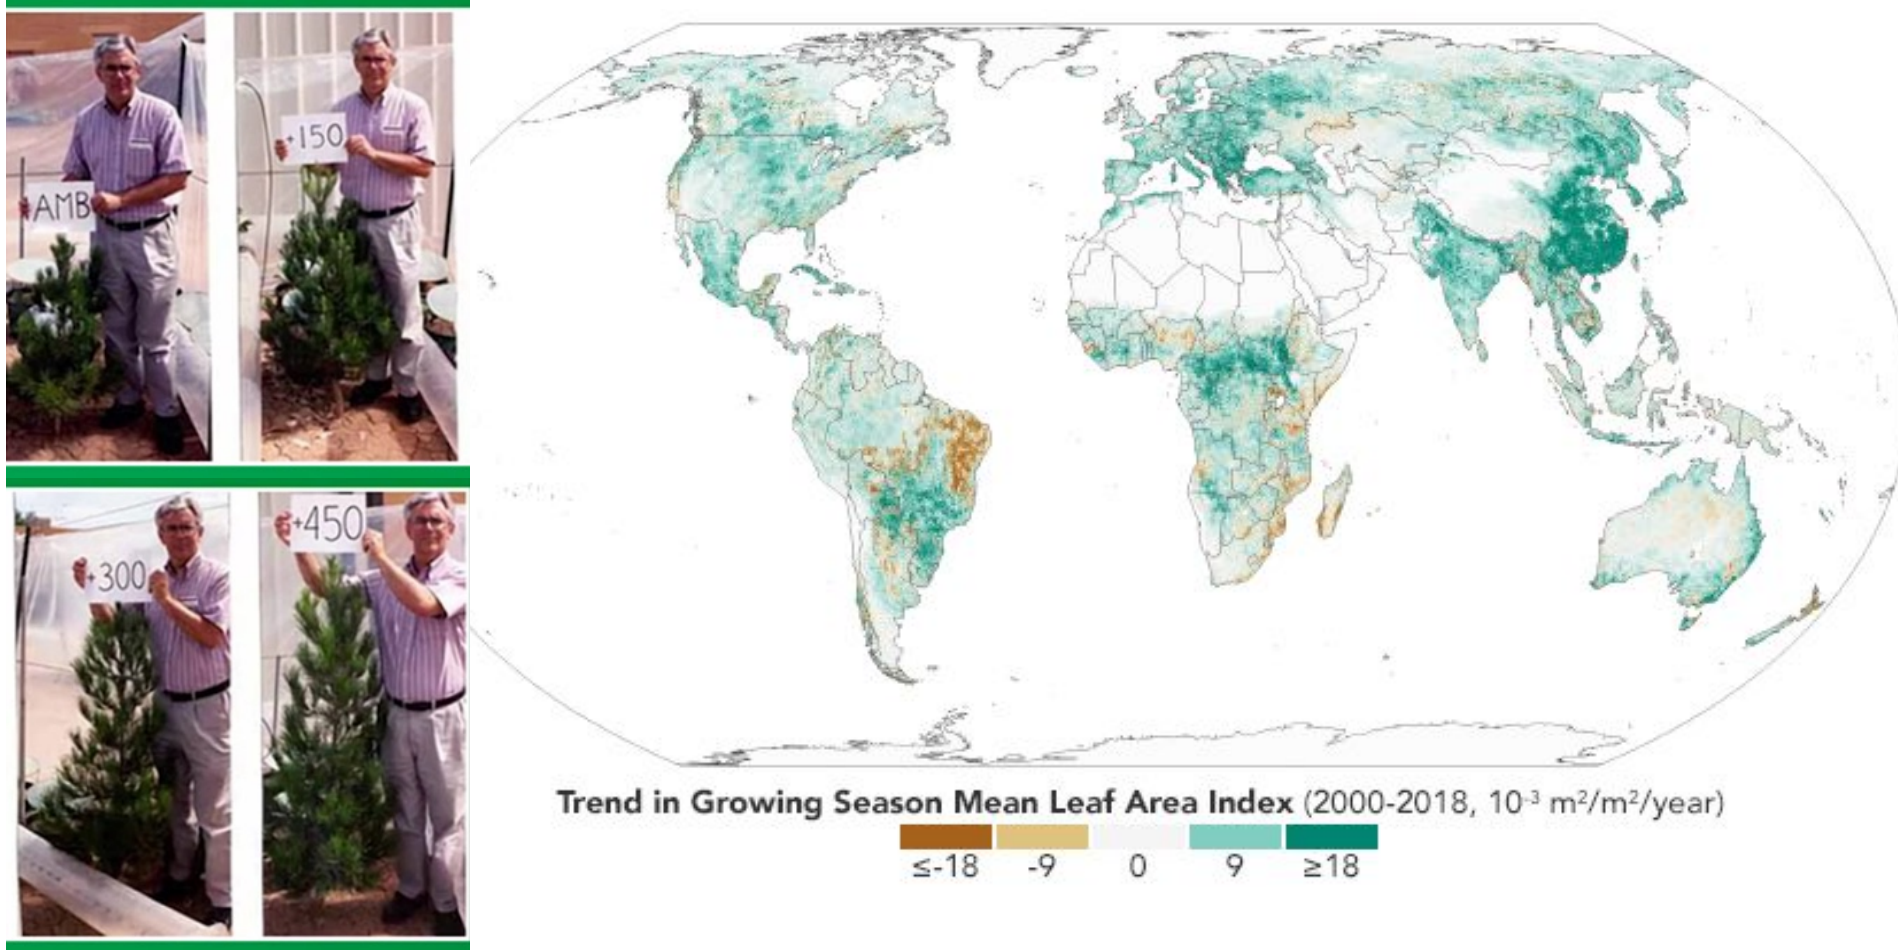 AMB
+150
+300
+450
Trend in Growing Season Mean Leaf Area Index (2000-2018, 10-3 m2/m2/year)
≤-18 -9 0 9 ≥18